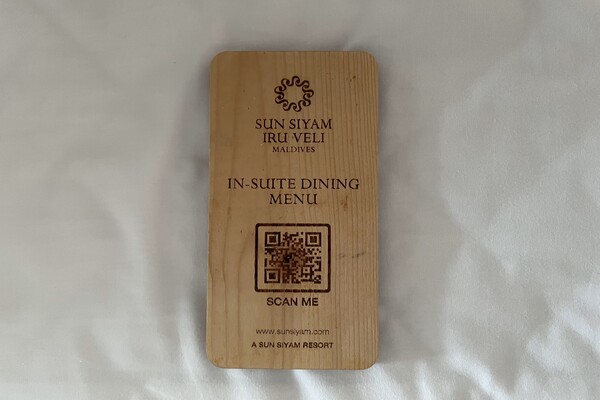 SUN SIYAM
IRU VELI
MALDIVES
IN-SUITE DINING
MENU
SCAN ME
www.sunsiyam.com
A SUN SIYAM RESORT